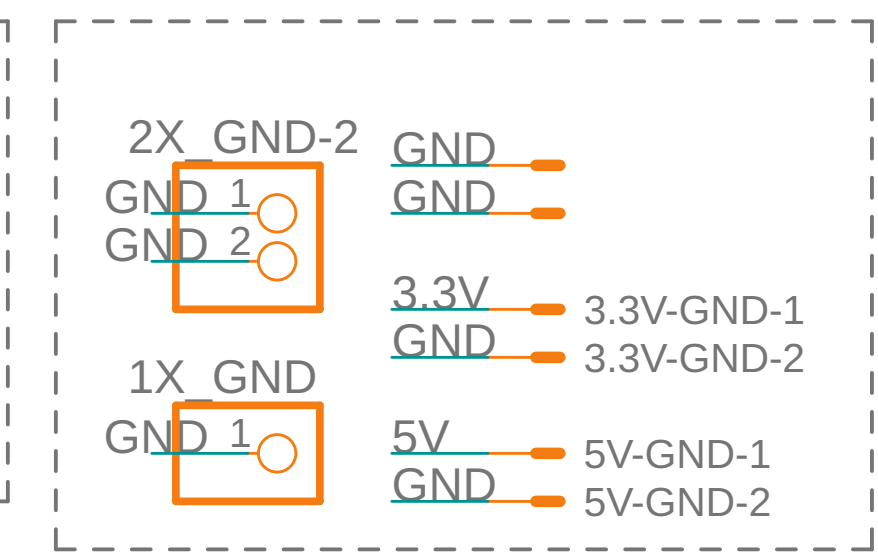 2X_GND-2
GND 1
GND 2
1X_GND
GND 1
GND
GND
3.3V 3.3V-GND-1
GND 3.3V-GND-2
5V 5V-GND-1
GND 5V-GND-2